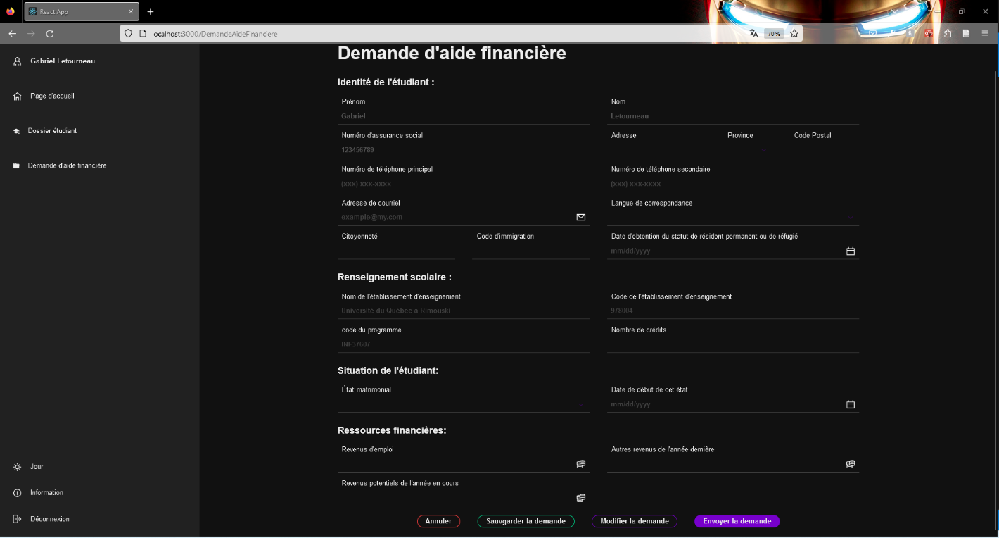 React App
localhost:3000/DemandeAideFinanciere
70 %
Gabriel Letourneau
Page d'accueil
Dossier étudiant
Demande d'aide financière
Jour
Information
Déconnexion
Demande d'aide financière
Identité de l'étudiant :
Prénom Nom
Gabriel Letourneau
Numéro d'assurance social Adresse Province Code Postal
123456789
Numéro de téléphone principal Numéro de téléphone secondaire
(xxx) xxx-xxxx (xxx) xxx-xxxx
Adresse de courriel Langue de correspondance
example@my.com
Citoyenneté Code d'immigration Date d'obtention du statut de résident permanent ou de réfugié
mm/dd/yyyy
Renseignement scolaire :
Nom de l'établissement d'enseignement Code de l'établissement d'enseignement
Université du Québec a Rimouski 978004
code du programme Nombre de crédits
INF37607
Situation de l'étudiant:
État matrimonial Date de début de cet état
mm/dd/yyyy
Ressources financières:
Revenus d'emploi Autres revenus de l'année dernière
Revenus potentiels de l'année en cours
Annuler Sauvgarder la demande Modifier la demande Envoyer la demande